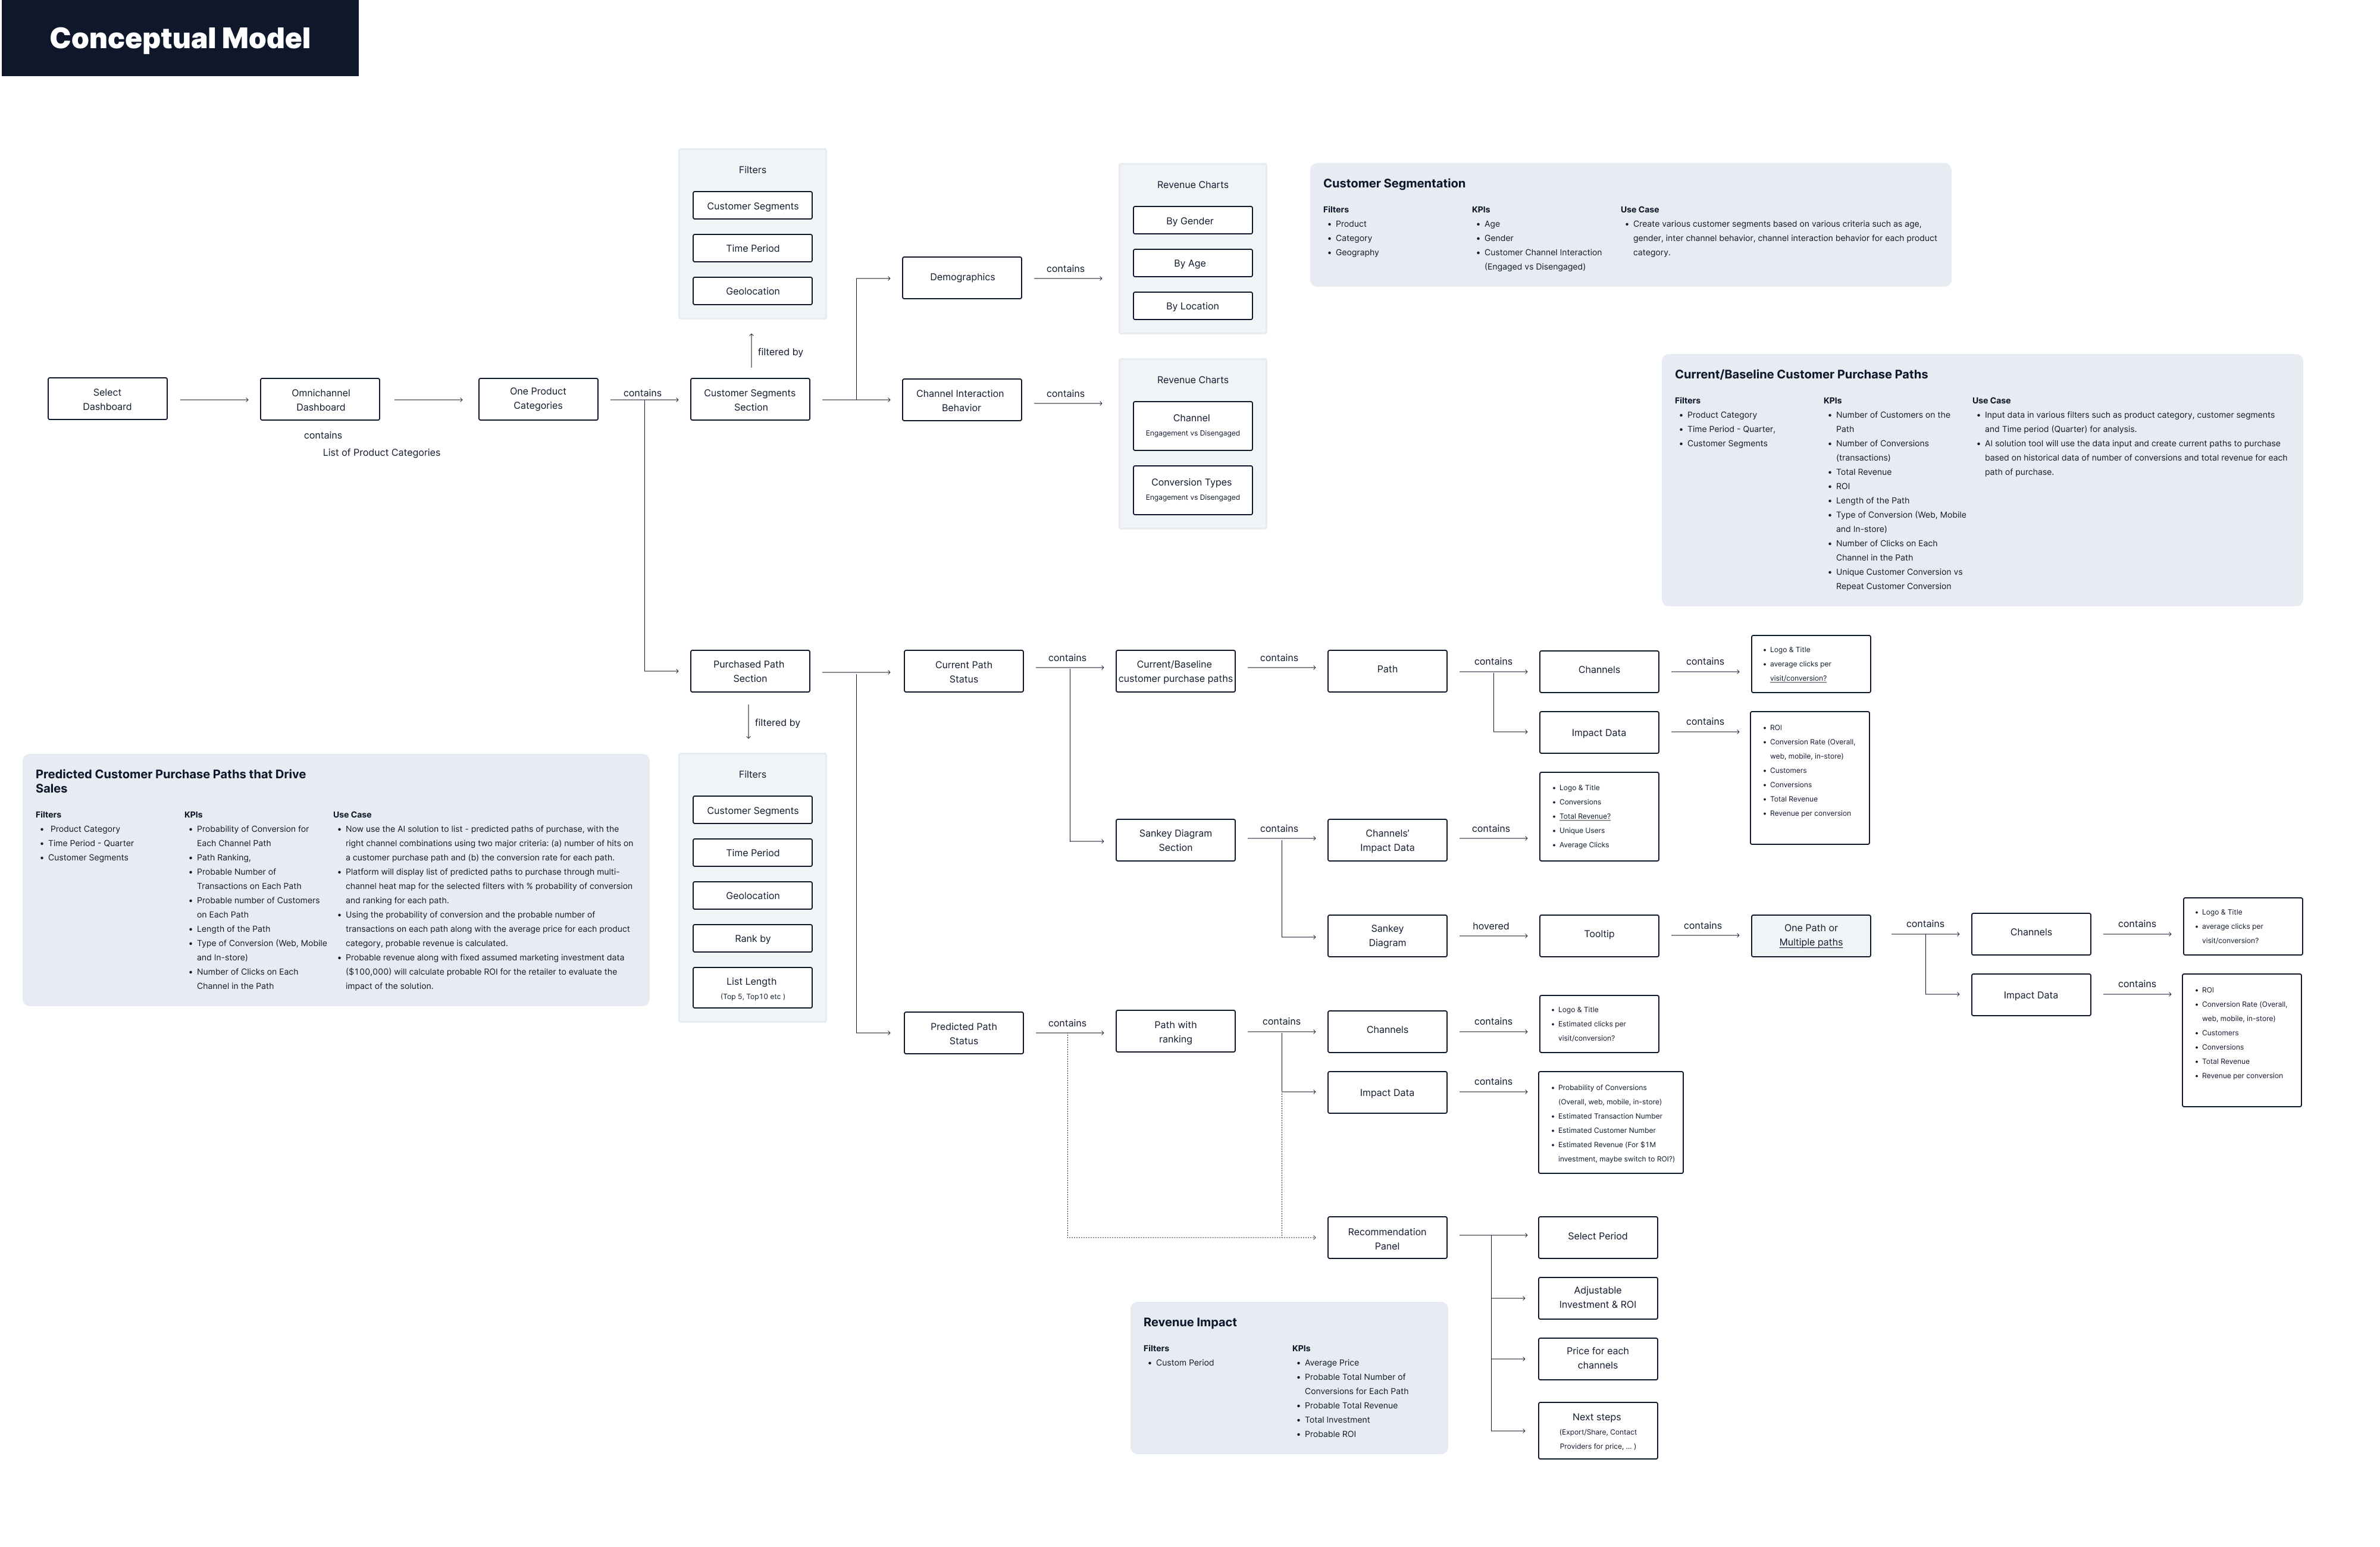 Conceptual Model
Filters
Customer Segments
Time Period
Geolocation
filtered by
Select
Dashboard
Omnichannel
Dashboard
contains
List of Product Categories
One Product
Categories
contains
Customer Segments
Section
Demographics
contains
Revenue Charts
By Gender
By Age
By Location
Channel Interaction
Behavior
contains
Revenue Charts
Channel
Engagement vs Disengaged
Conversion Types
Engagement vs Disengaged
Customer Segmentation
Filters
• Product
• Category
• Geography
KPIs
• Age
• Gender
• Customer Channel Interaction
(Engaged vs Disengaged)
Use Case
• Create various customer segments based on various criteria such as age,
gender, inter channel behavior, channel interaction behavior for each product
category.
Current/Baseline Customer Purchase Paths
Filters
• Product Category
• Time Period - Quarter,
• Customer Segments
KPIs
• Number of Customers on the
Path
• Number of Conversions
(transactions)
• Total Revenue
• ROI
• Length of the Path
• Type of Conversion (Web, Mobile
and In-store)
• Number of Clicks on Each
Channel in the Path
• Unique Customer Conversion vs
Repeat Customer Conversion
Use Case
• Input data in various filters such as product category, customer segments
and Time period (Quarter) for analysis.
• AI solution tool will use the data input and create current paths to purchase
based on historical data of number of conversions and total revenue for each
path of purchase.
Purchased Path
Section
filtered by
Filters
Customer Segments
Time Period
Geolocation
Rank by
List Length
(Top 5, Top10 etc )
Current Path
Status
contains
Current/Baseline
customer purchase paths
contains
Path
contains
Channels
contains
• Logo & Title
• average clicks per
visit/conversion?
Impact Data
contains
• ROI
• Conversion Rate (Overall,
web, mobile, in-store)
• Customers
• Conversions
• Total Revenue
• Revenue per conversion
Sankey Diagram
Section
contains
Channels'
Impact Data
contains
• Logo & Title
• Conversions
• Total Revenue?
• Unique Users
• Average Clicks
Sankey
Diagram
hovered
Tooltip
contains
One Path or
Multiple paths
contains
Channels
contains
• Logo & Title
• average clicks per
visit/conversion?
Impact Data
contains
• ROI
• Conversion Rate (Overall,
web, mobile, in-store)
• Customers
• Conversions
• Total Revenue
• Revenue per conversion
Predicted Customer Purchase Paths that Drive
Sales
Filters
• Product Category
• Time Period - Quarter
• Customer Segments
KPIs
• Probability of Conversion for
Each Channel Path
• Path Ranking,
• Probable Number of
Transactions on Each Path
• Probable number of Customers
on Each Path
• Length of the Path
• Type of Conversion (Web, Mobile
and In-store)
• Number of Clicks on Each
Channel in the Path
Use Case
• Now use the AI solution to list - predicted paths of purchase, with the
right channel combinations using two major criteria: (a) number of hits on
a customer purchase path and (b) the conversion rate for each path.
• Platform will display list of predicted paths to purchase through multi-
channel heat map for the selected filters with % probability of conversion
and ranking for each path.
• Using the probability of conversion and the probable number of
transactions on each path along with the average price for each product
category, probable revenue is calculated.
• Probable revenue along with fixed assumed marketing investment data
($100,000) will calculate probable ROI for the retailer to evaluate the
impact of the solution.
Predicted Path
Status
contains
Path with
ranking
contains
Channels
contains
• Logo & Title
• Estimated clicks per
visit/conversion?
Impact Data
contains
• Probability of Conversions
(Overall, web, mobile, in-store)
• Estimated Transaction Number
• Estimated Customer Number
• Estimated Revenue (For $1M
investment, maybe switch to ROI?)
Recommendation
Panel
Select Period
Adjustable
Investment & ROI
Price for each
channels
Next steps
(Export/Share, Contact
Providers for price, ... )
Revenue Impact
Filters
• Custom Period
KPIs
• Average Price
• Probable Total Number of
Conversions for Each Path
• Probable Total Revenue
• Total Investment
• Probable ROI